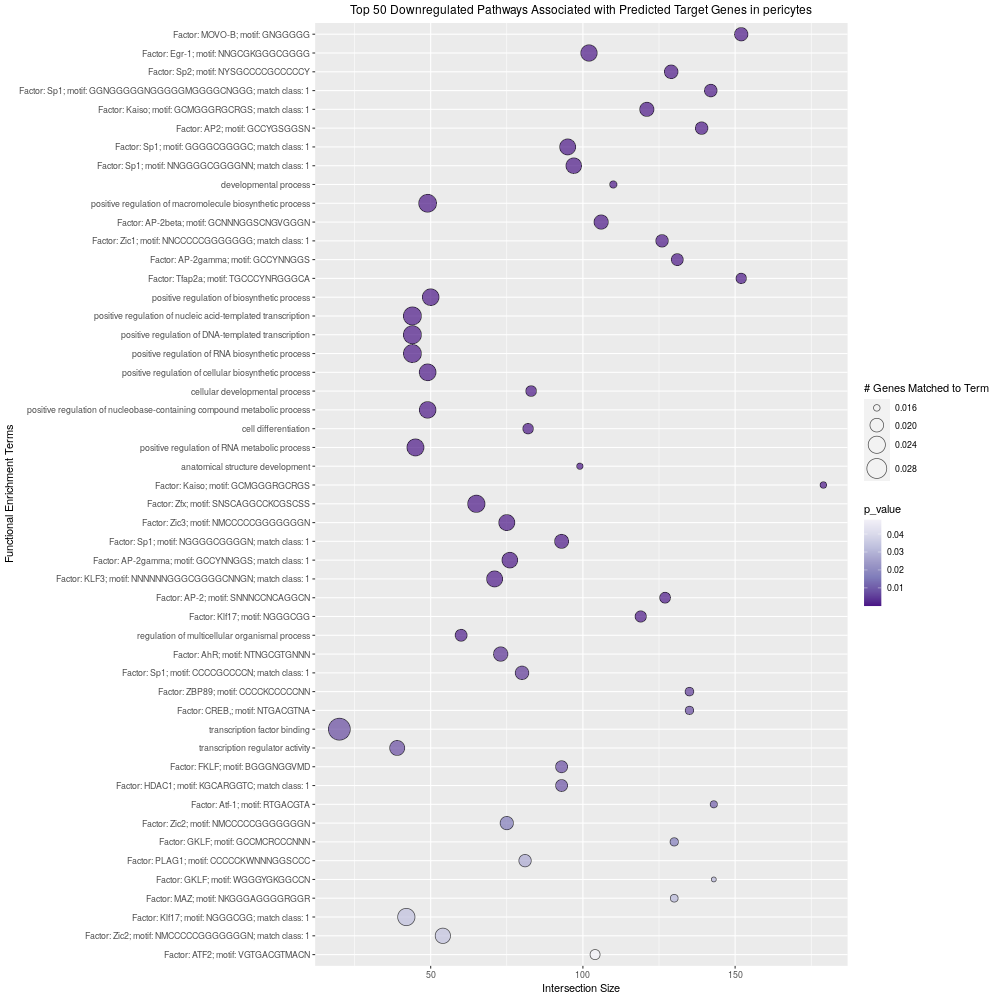 Top 50 Downregulated Pathways Associated with Predicted Target Genes in pericytes
Functional Enrichment Terms
Factor: MOVO-B; motif: GNGGGGG
Factor: Egr-1; motif: NNGCGKGGGCGGGG
Factor: Sp2; motif: NYSGCCCCGCCCCCY
Factor: Sp1; motif: GGNGGGGGNGGGGGMGGGGCNGGG; match class: 1
Factor: Kaiso; motif: GCMGGGRGCRGS; match class: 1
Factor: AP2; motif: GCCYGSGGSN
Factor: Sp1; motif: GGGGCGGGGC; match class: 1
Factor: Sp1; motif: NNGGGGCGGGGNN; match class: 1
developmental process
positive regulation of macromolecule biosynthetic process
Factor: AP-2beta; motif: GCNNNGGSCNGVGGGN
Factor: Zic1; motif: NNCCCCCGGGGGGG; match class: 1
Factor: AP-2gamma; motif: GCCYNNGGS
Factor: Tfap2a; motif: TGCCCYNRGGGCA
positive regulation of biosynthetic process
positive regulation of nucleic acid-templated transcription
positive regulation of DNA-templated transcription
positive regulation of RNA biosynthetic process
positive regulation of cellular biosynthetic process
cellular developmental process
positive regulation of nucleobase-containing compound metabolic process
cell differentiation
positive regulation of RNA metabolic process
anatomical structure development
Factor: Kaiso; motif: GCMGGGRGCRGS
Factor: Zfx; motif: SNSCAGGCCKCGSCSS
Factor: Zic3; motif: NMCCCCCGGGGGGGN
Factor: Sp1; motif: NGGGGCGGGGN; match class: 1
Factor: AP-2gamma; motif: GCCYNNGGS; match class: 1
Factor: KLF3; motif: NNNNNNGGGCGGGGCNNGN; match class: 1
Factor: AP-2; motif: SNNNCCNCAGGCN
Factor: Klf17; motif: NGGGCGG
regulation of multicellular organismal process
Factor: AhR; motif: NTNGCGTGNNN
Factor: Sp1; motif: CCCCGCCCCN; match class: 1
Factor: ZBP89; motif: CCCCKCCCCCNN
Factor: CREB,; motif: NTGACGTNA
transcription factor binding
transcription regulator activity
Factor: FKLF; motif: BGGGNGGVMD
Factor: HDAC1; motif: KGCARGGTC; match class: 1
Factor: Atf-1; motif: RTGACGTA
Factor: Zic2; motif: NMCCCCCGGGGGGGN
Factor: GKLF; motif: GCCMCRCCCNNN
Factor: PLAG1; motif: CCCCCKWNNNGGSCCC
Factor: GKLF; motif: WGGGYGKGGCCN
Factor: MAZ; motif: NKGGGAGGGGRGGR
Factor: Klf17; motif: NGGGCGG; match class: 1
Factor: Zic2; motif: NMCCCCCGGGGGGGN; match class: 1
Factor: ATF2; motif: VGTGACGTMACN
50 100 150
Intersection Size
# Genes Matched to Term
0.016
0.020
0.024
0.028
p_value
0.04
0.03
0.02
0.01